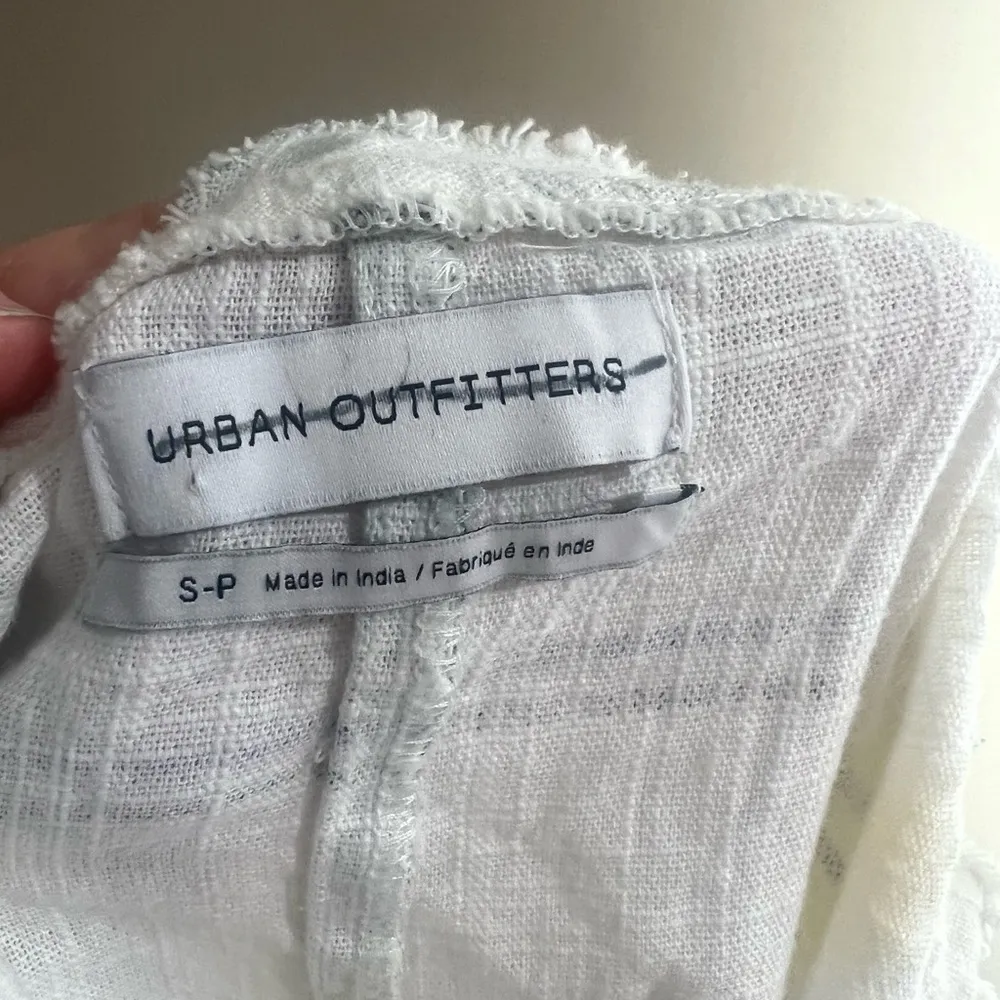 URBAN OUTFITTERS
S-P Made in India / Fabriqué en Inde